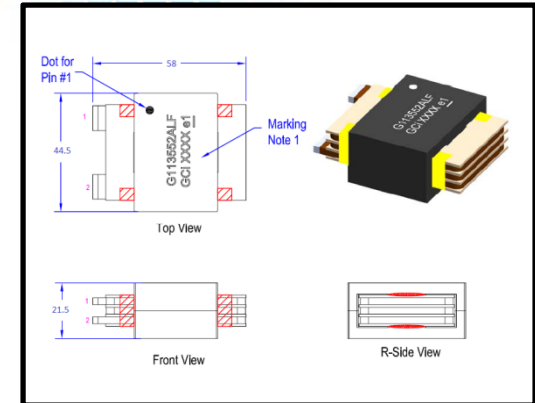 Dot for
Pin #1
58
1
2
44.5
G113552ALF
GCI XXXX e1
Marking
Note 1
Top View
G113552ALF
GCI XXXX e1
21.5
1
2
Front View
R-Side View